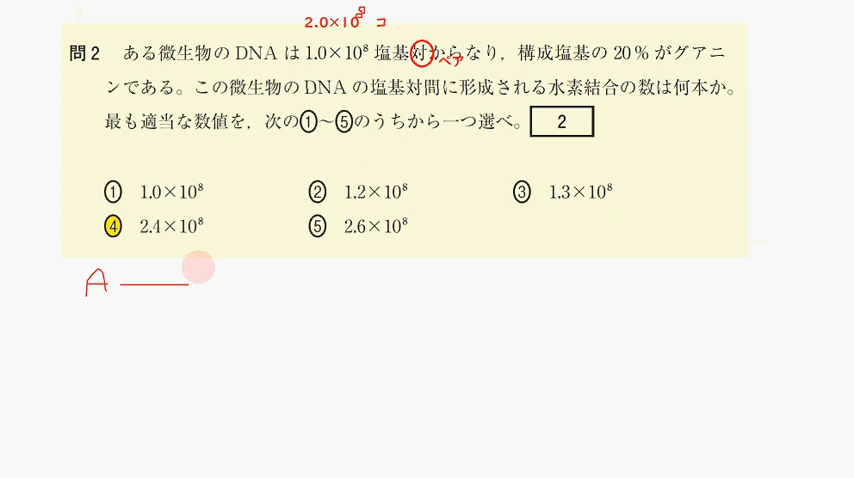 2.0×10⁸ コ
問2 ある微生物の DNA は 1.0×10⁸ 塩基対からなり，構成塩基の 20％がグアニ
ペア
ンである。この微生物の DNA の塩基対間に形成される水素結合の数は何本か。
最も適当な数値を，次の①～⑤のうちから一つ選べ。 2
① 1.0×10⁸ ② 1.2×10⁸ ③ 1.3×10⁸
④ 2.4×10⁸ ⑤ 2.6×10⁸
A